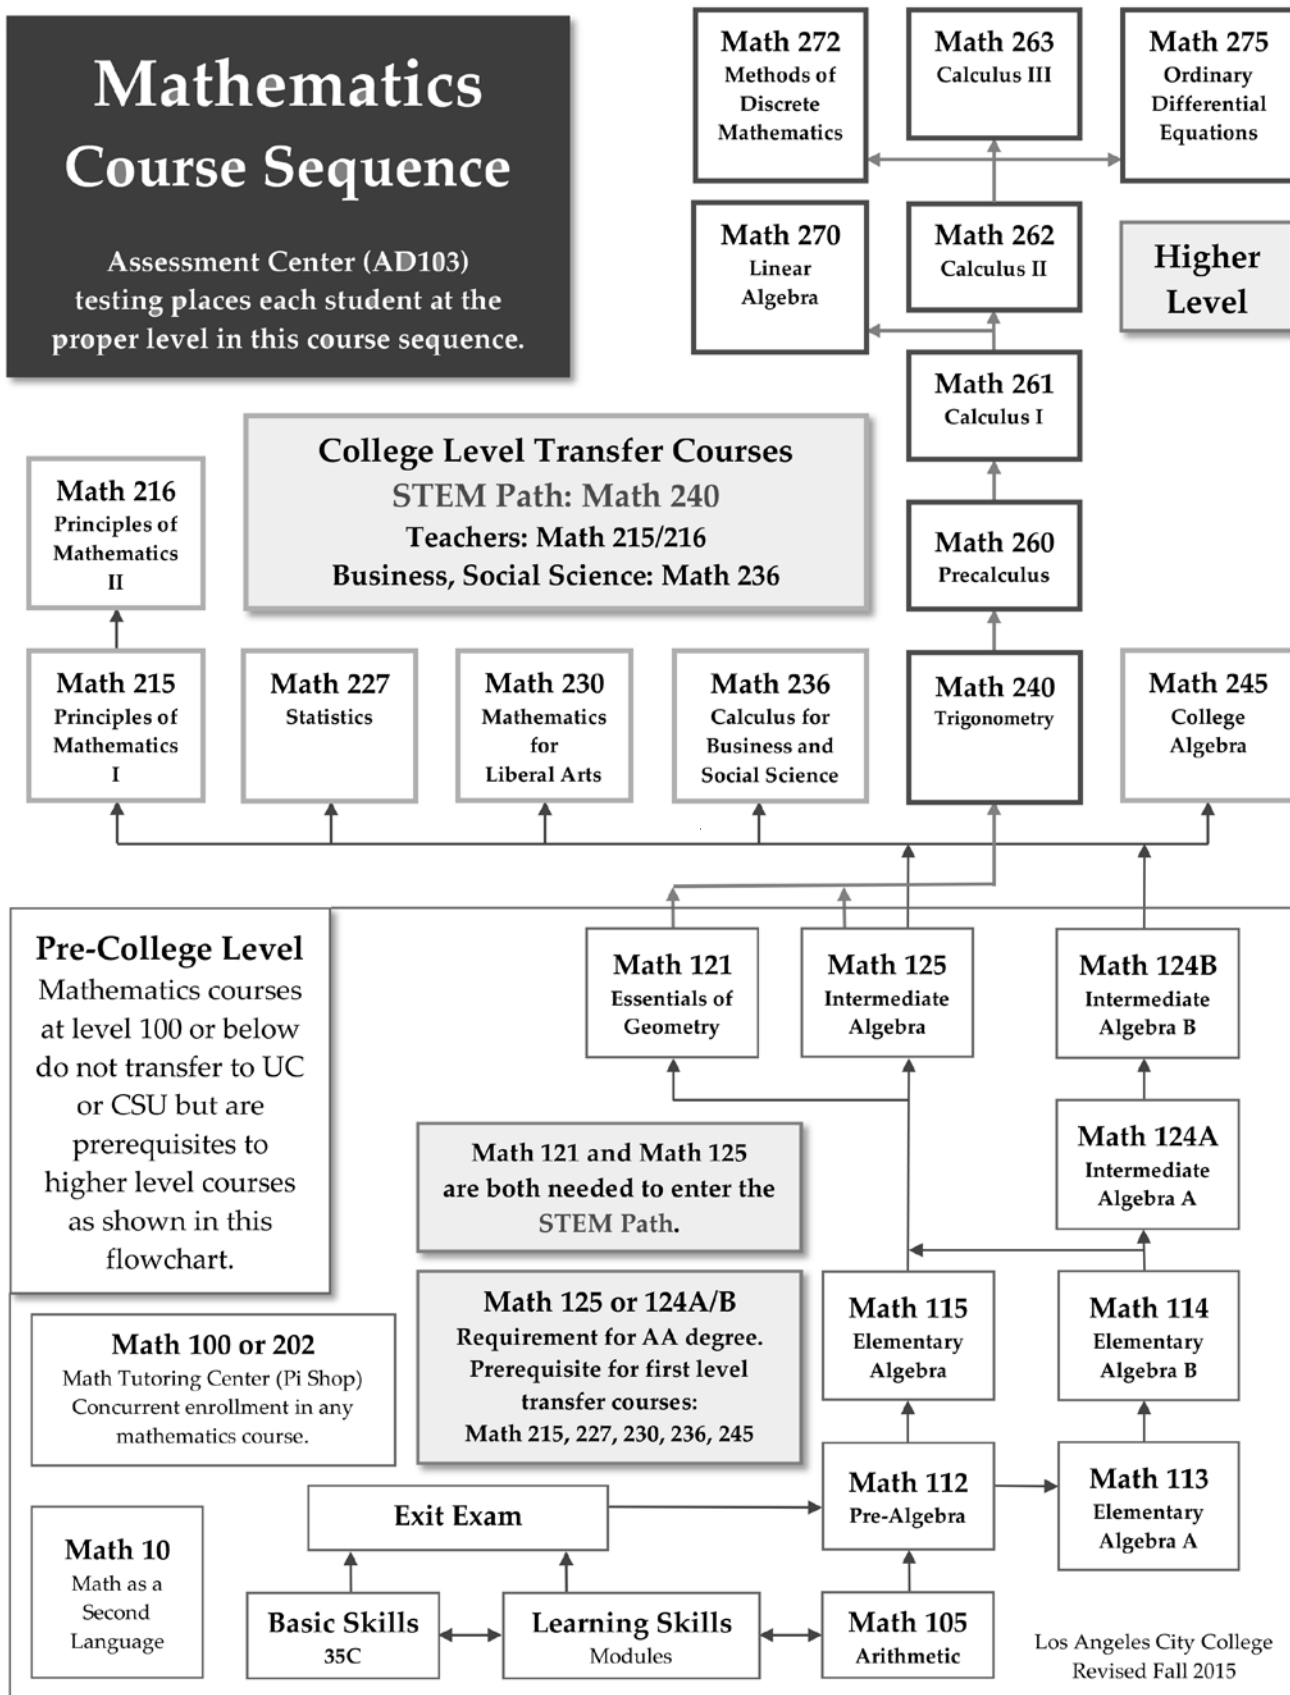 Mathematics
Course Sequence
Assessment Center (AD103)
testing places each student at the
proper level in this course sequence.
Math 272
Methods of
Discrete
Mathematics
Math 263
Calculus III
Math 275
Ordinary
Differential
Equations
Math 270
Linear
Algebra
Math 262
Calculus II
Higher
Level
Math 261
Calculus I
College Level Transfer Courses
STEM Path: Math 240
Teachers: Math 215/216
Business, Social Science: Math 236
Math 216
Principles of
Mathematics
II
Math 260
Precalculus
Math 215
Principles of
Mathematics
I
Math 227
Statistics
Math 230
Mathematics
for
Liberal Arts
Math 236
Calculus for
Business and
Social Science
Math 240
Trigonometry
Math 245
College
Algebra
Pre-College Level
Mathematics courses
at level 100 or below
do not transfer to UC
or CSU but are
prerequisites to
higher level courses
as shown in this
flowchart.
Math 121
Essentials of
Geometry
Math 125
Intermediate
Algebra
Math 124B
Intermediate
Algebra B
Math 121 and Math 125
are both needed to enter the
STEM Path.
Math 124A
Intermediate
Algebra A
Math 125 or 124A/B
Requirement for AA degree.
Prerequisite for first level
transfer courses:
Math 215, 227, 230, 236, 245
Math 115
Elementary
Algebra
Math 114
Elementary
Algebra B
Math 100 or 202
Math Tutoring Center (Pi Shop)
Concurrent enrollment in any
mathematics course.
Math 112
Pre-Algebra
Math 113
Elementary
Algebra A
Exit Exam
Math 10
Math as a
Second
Language
Basic Skills
35C
Learning Skills
Modules
Math 105
Arithmetic
Los Angeles City College
Revised Fall 2015